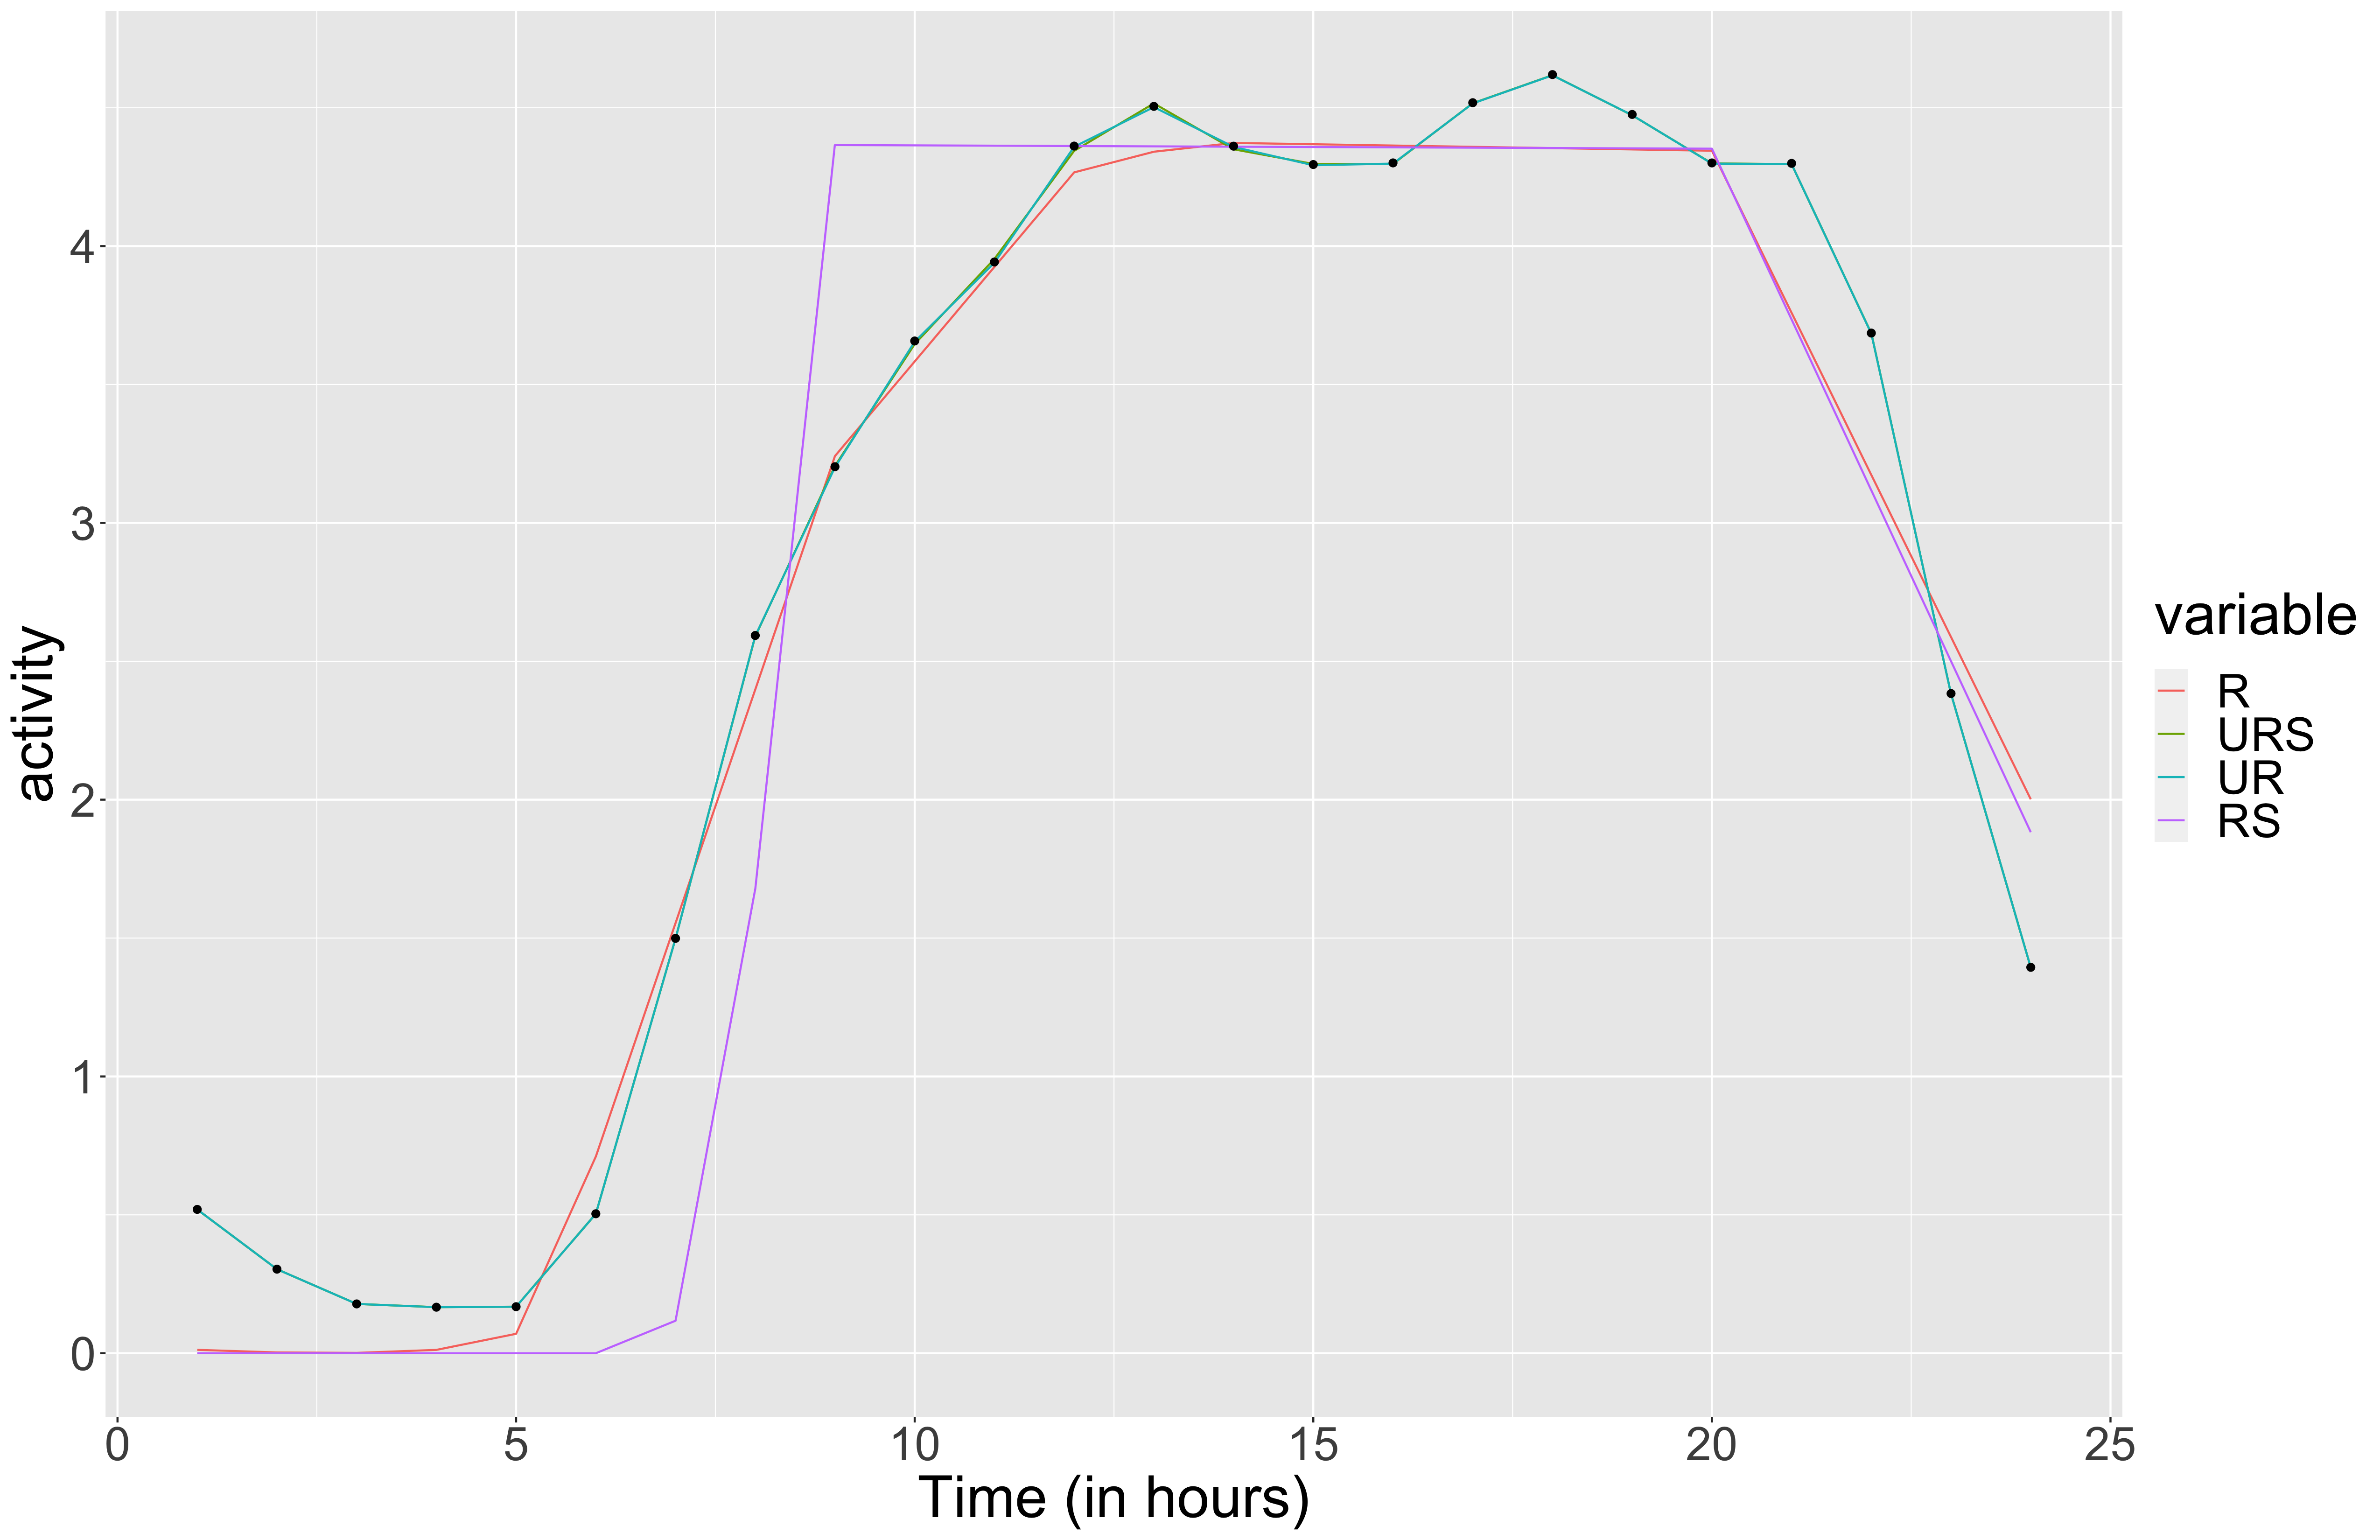 activity
4
3
2
1
0
0 5 10 15 20 25
Time (in hours)
variable
R
URS
UR
RS